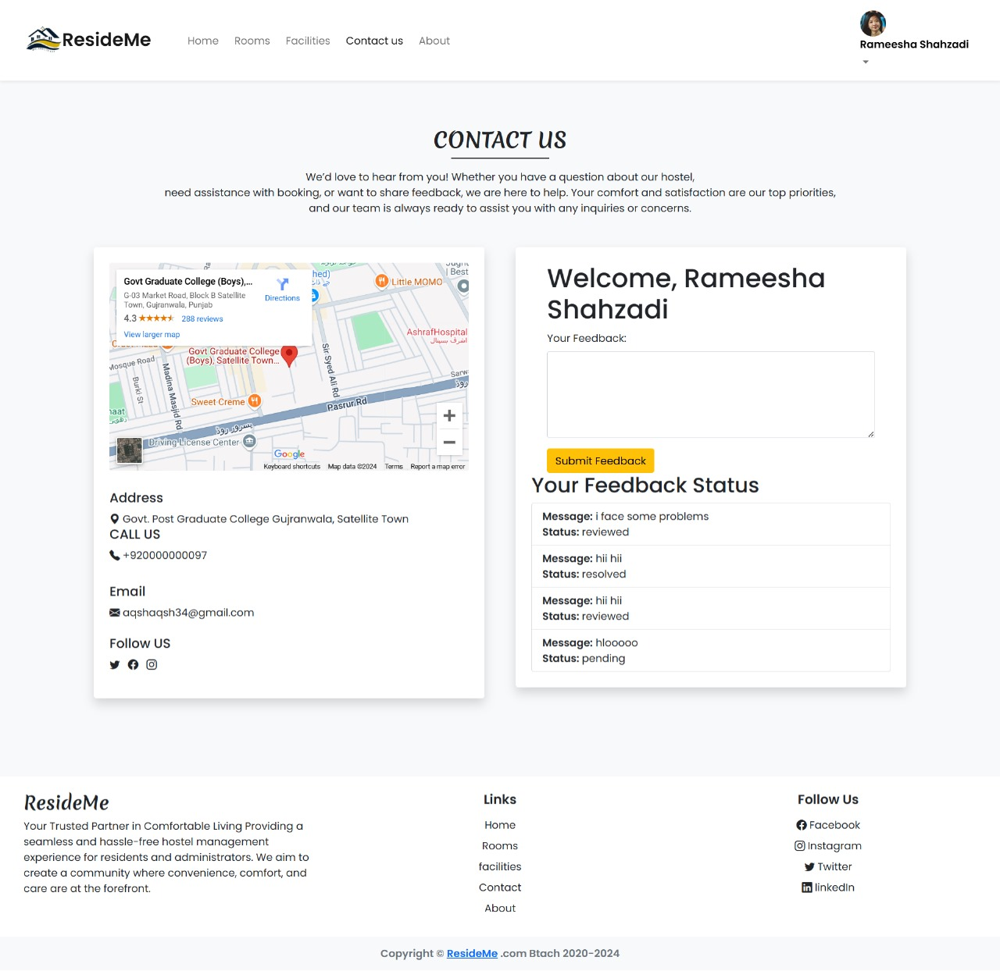 ResideMe
Home Rooms Facilities Contact us About
Rameesha Shahzadi
CONTACT US
We'd love to hear from you! Whether you have a question about our hostel,
need assistance with booking, or want to share feedback, we are here to help. Your comfort and satisfaction are our top priorities,
and our team is always ready to assist you with any inquiries or concerns.
Govt Graduate College (Boys),...
G-03 Market Road, Block B Satellite
Town, Gujranwala, Punjab
4.3 288 reviews
View larger map
Directions
Little MOMO
AshrafHospital
اشرف ہسپتال
Govt Graduate College
(Boys), Satellite Town...
Mosque Road
Burki St
Madina Masjid Rd
Sir Syed Ali Rd
Sweet Creme
Pasrur Rd
پسرور روڈ
Driving License Center
Google
Keyboard shortcuts Map data ©2024 Terms Report a map error
Address
Govt. Post Graduate College Gujranwala, Satellite Town
CALL US
+920000000097
Email
aqshaqsh34@gmail.com
Follow US
Welcome, Rameesha
Shahzadi
Your Feedback:
Submit Feedback
Your Feedback Status
Message: i face some problems
Status: reviewed
Message: hii hii
Status: resolved
Message: hii hii
Status: reviewed
Message: hlooooo
Status: pending
ResideMe
Your Trusted Partner in Comfortable Living Providing a
seamless and hassle-free hostel management
experience for residents and administrators. We aim to
create a community where convenience, comfort, and
care are at the forefront.
Links
Home
Rooms
facilities
Contact
About
Follow Us
Facebook
Instagram
Twitter
linkedIn
Copyright © ResideMe .com Btach 2020-2024